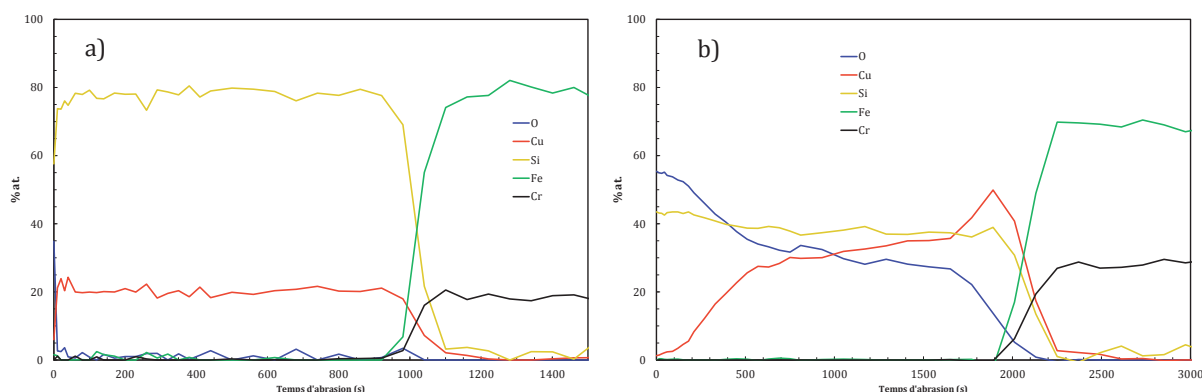 a)
% at.
100
80
60
40
20
0
O
Cu
Si
Fe
Cr
0 200 400 600 800 1000 1200 1400
Temps d'abrasion (s)
b)
% at.
100
80
60
40
20
0
O
Cu
Si
Fe
Cr
0 500 1000 1500 2000 2500 3000
Temps d'abrasion (s)